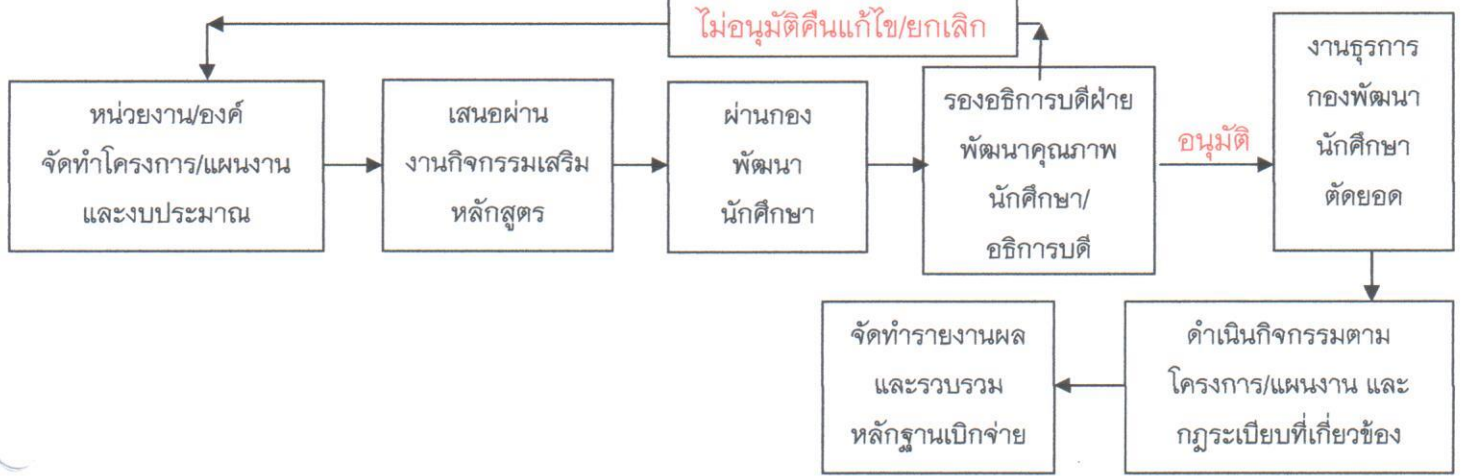 ไม่อนุมัติคืนแก้ไข/ยกเลิก
หน่วยงาน/องค์
จัดทำโครงการ/แผนงาน
และงบประมาณ
เสนอผ่าน
งานกิจกรรมเสริม
หลักสูตร
ผ่านกอง
พัฒนา
นักศึกษา
รองอธิการบดีฝ่าย
พัฒนาคุณภาพ
นักศึกษา/
อธิการบดี
อนุมัติ
งานธุรการ
กองพัฒนา
นักศึกษา
ตัดยอด
ดำเนินกิจกรรมตาม
โครงการ/แผนงาน และ
กฎระเบียบที่เกี่ยวข้อง
จัดทำรายงานผล
และรวบรวม
หลักฐานเบิกจ่าย